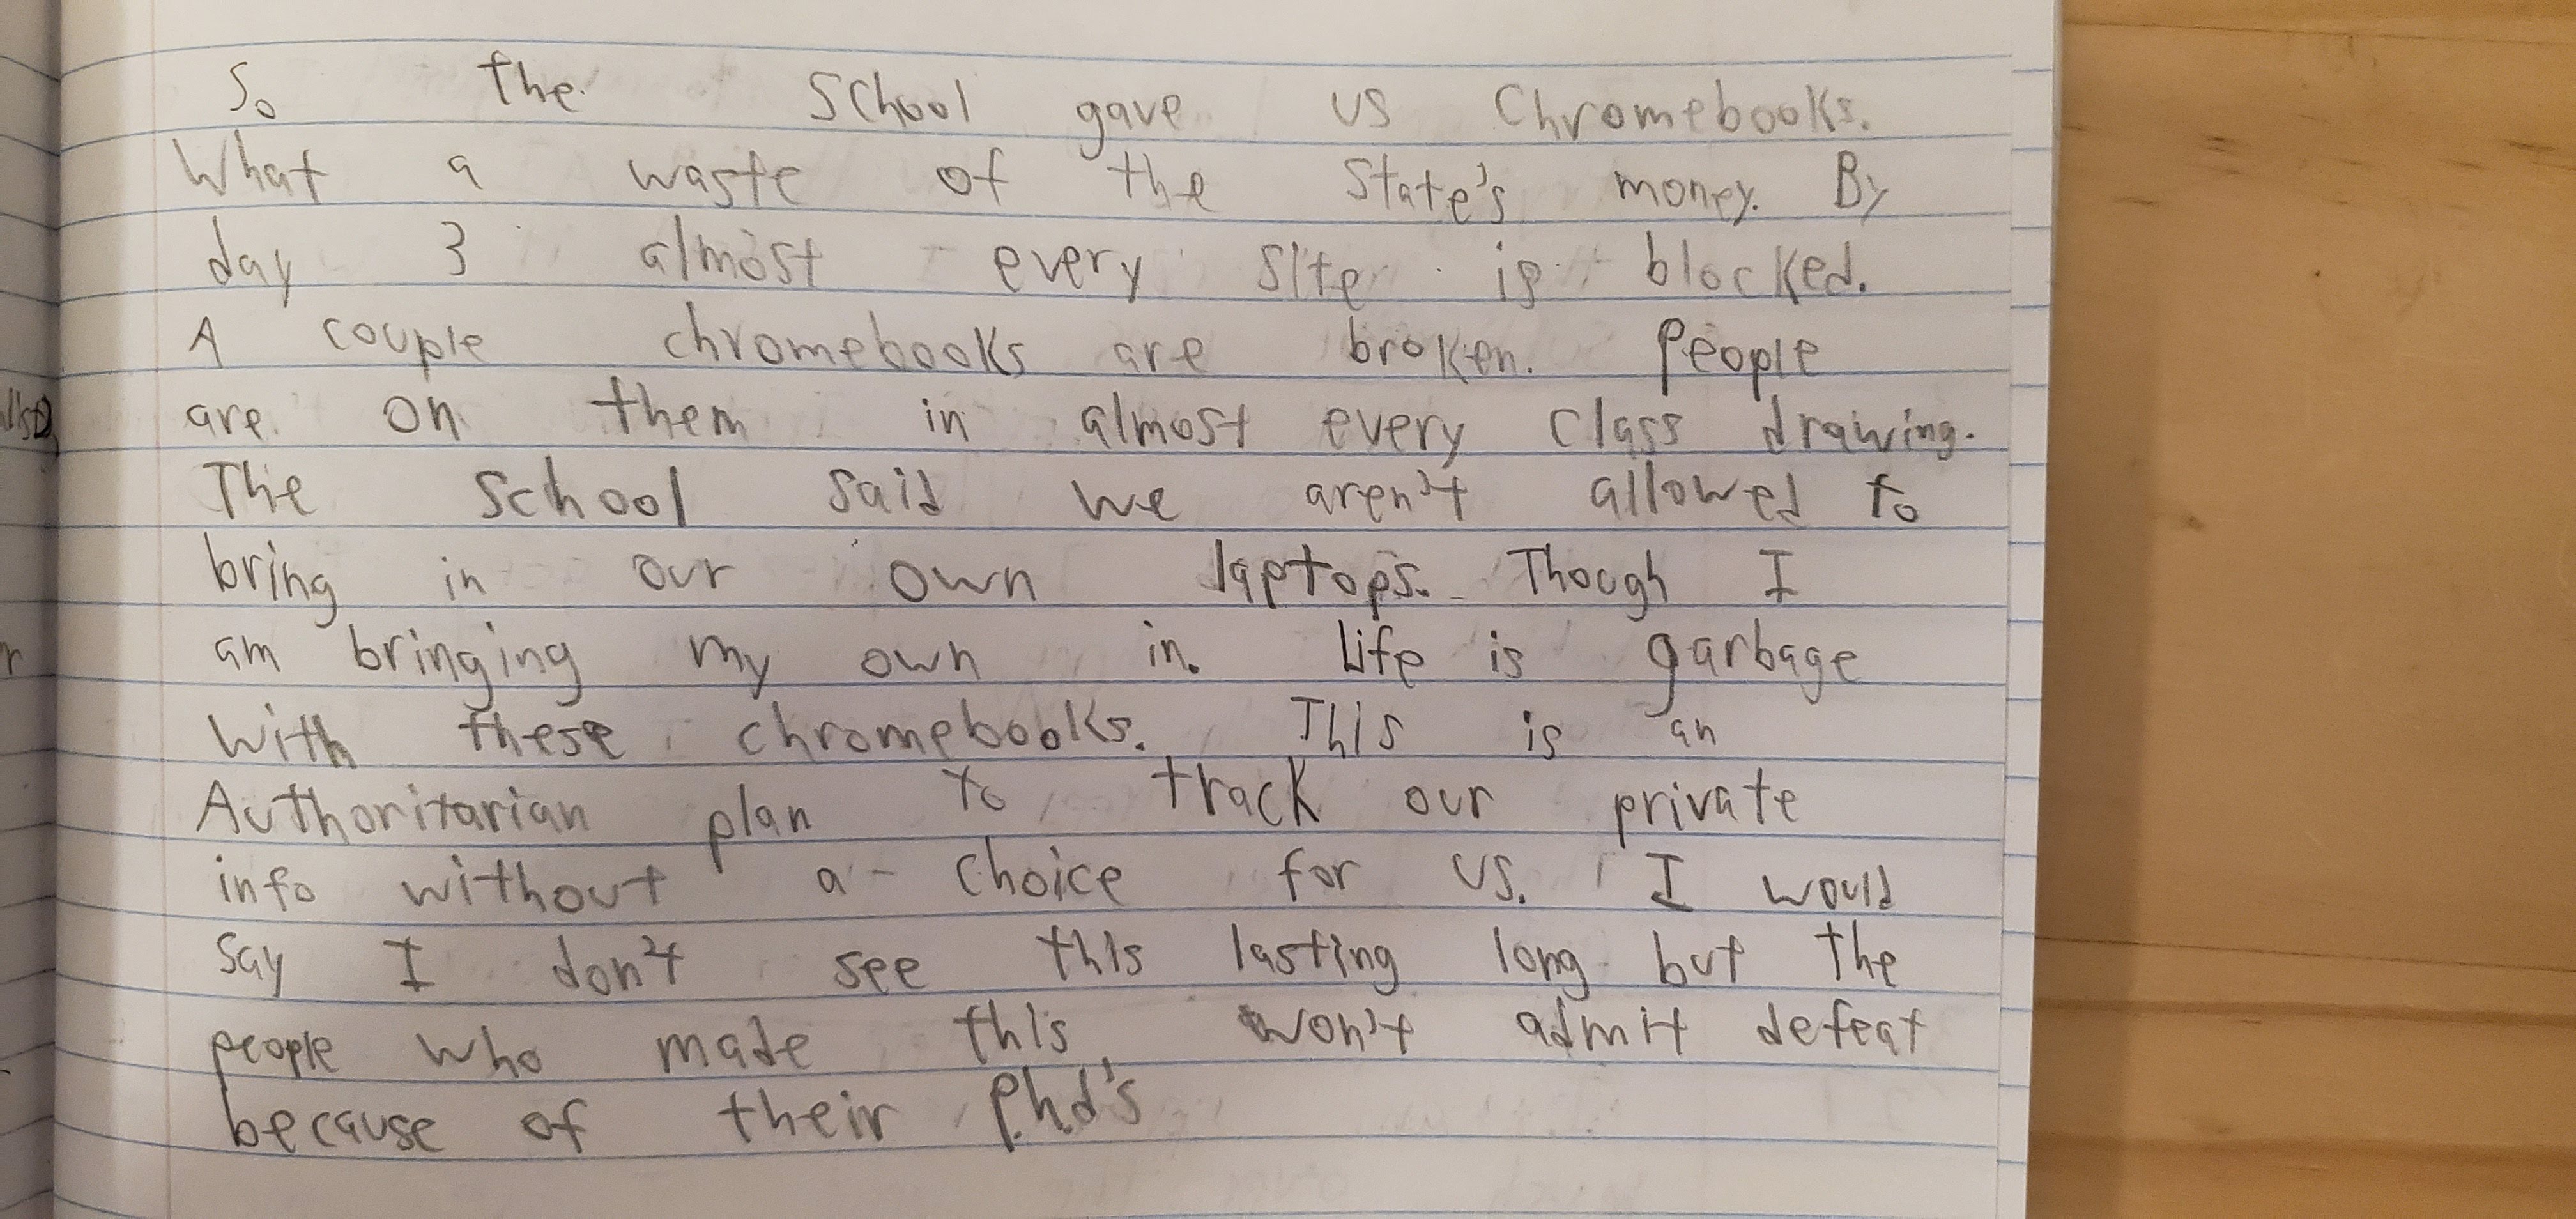 So the School gave us Chromebooks.
What a waste of the state's money. By
day 3 almost every site is blocked.
A couple chromebooks are broken. People
are on them in almost every class drawing.
The School said we aren't allowed to
bring in our own laptops. Though I
am bringing my own in. Life is garbage
with these chromebooks. This is an
Authoritarian plan to track our private
info without a choice for us. I would
say I don't see this lasting long but the
people who made this won't admit defeat
because of their P.h.d's